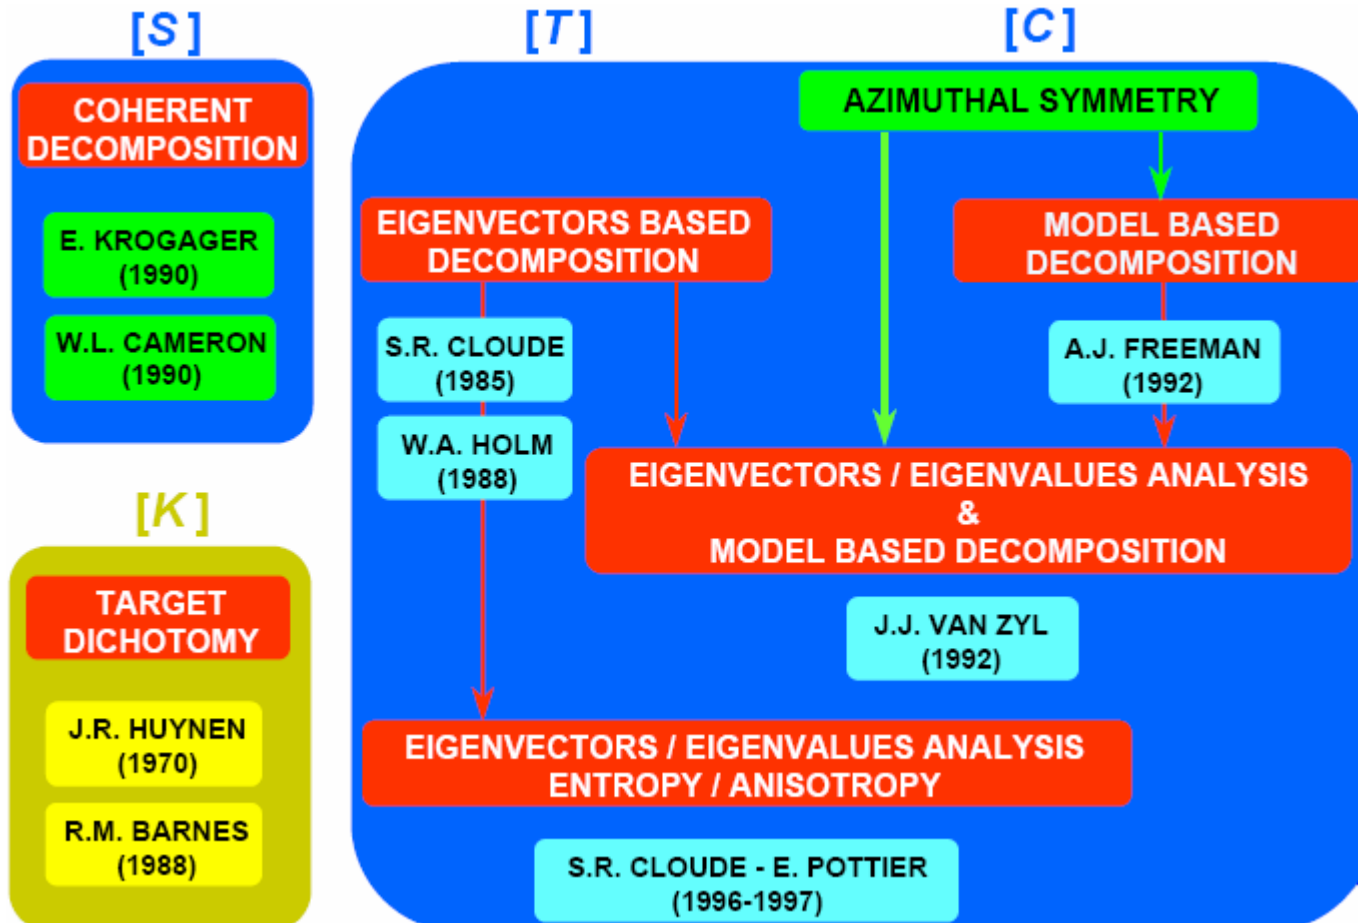 [S]
COHERENT
DECOMPOSITION
E. KROGAGER
(1990)
W.L. CAMERON
(1990)
[K]
TARGET
DICHOTOMY
J.R. HUYNEN
(1970)
R.M. BARNES
(1988)
[T]
[C]
AZIMUTHAL SYMMETRY
EIGENVECTORS BASED
DECOMPOSITION
MODEL BASED
DECOMPOSITION
S.R. CLOUDE
(1985)
W.A. HOLM
(1988)
A.J. FREEMAN
(1992)
EIGENVECTORS / EIGENVALUES ANALYSIS
&
MODEL BASED DECOMPOSITION
J.J. VAN ZYL
(1992)
EIGENVECTORS / EIGENVALUES ANALYSIS
ENTROPY / ANISOTROPY
S.R. CLOUDE - E. POTTIER
(1996-1997)